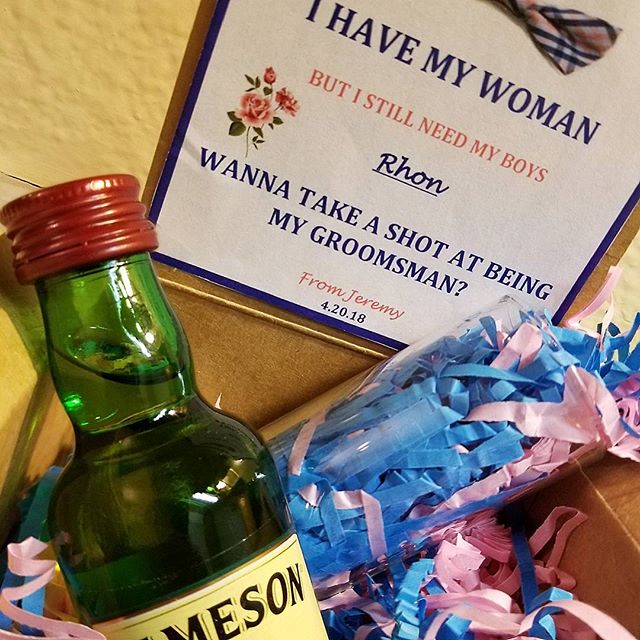 I HAVE MY WOMAN
BUT I STILL NEED MY BOYS
Rhon
WANNA TAKE A SHOT AT BEING
MY GROOMSMAN?
From Jeremy
4.20.18
AMESON